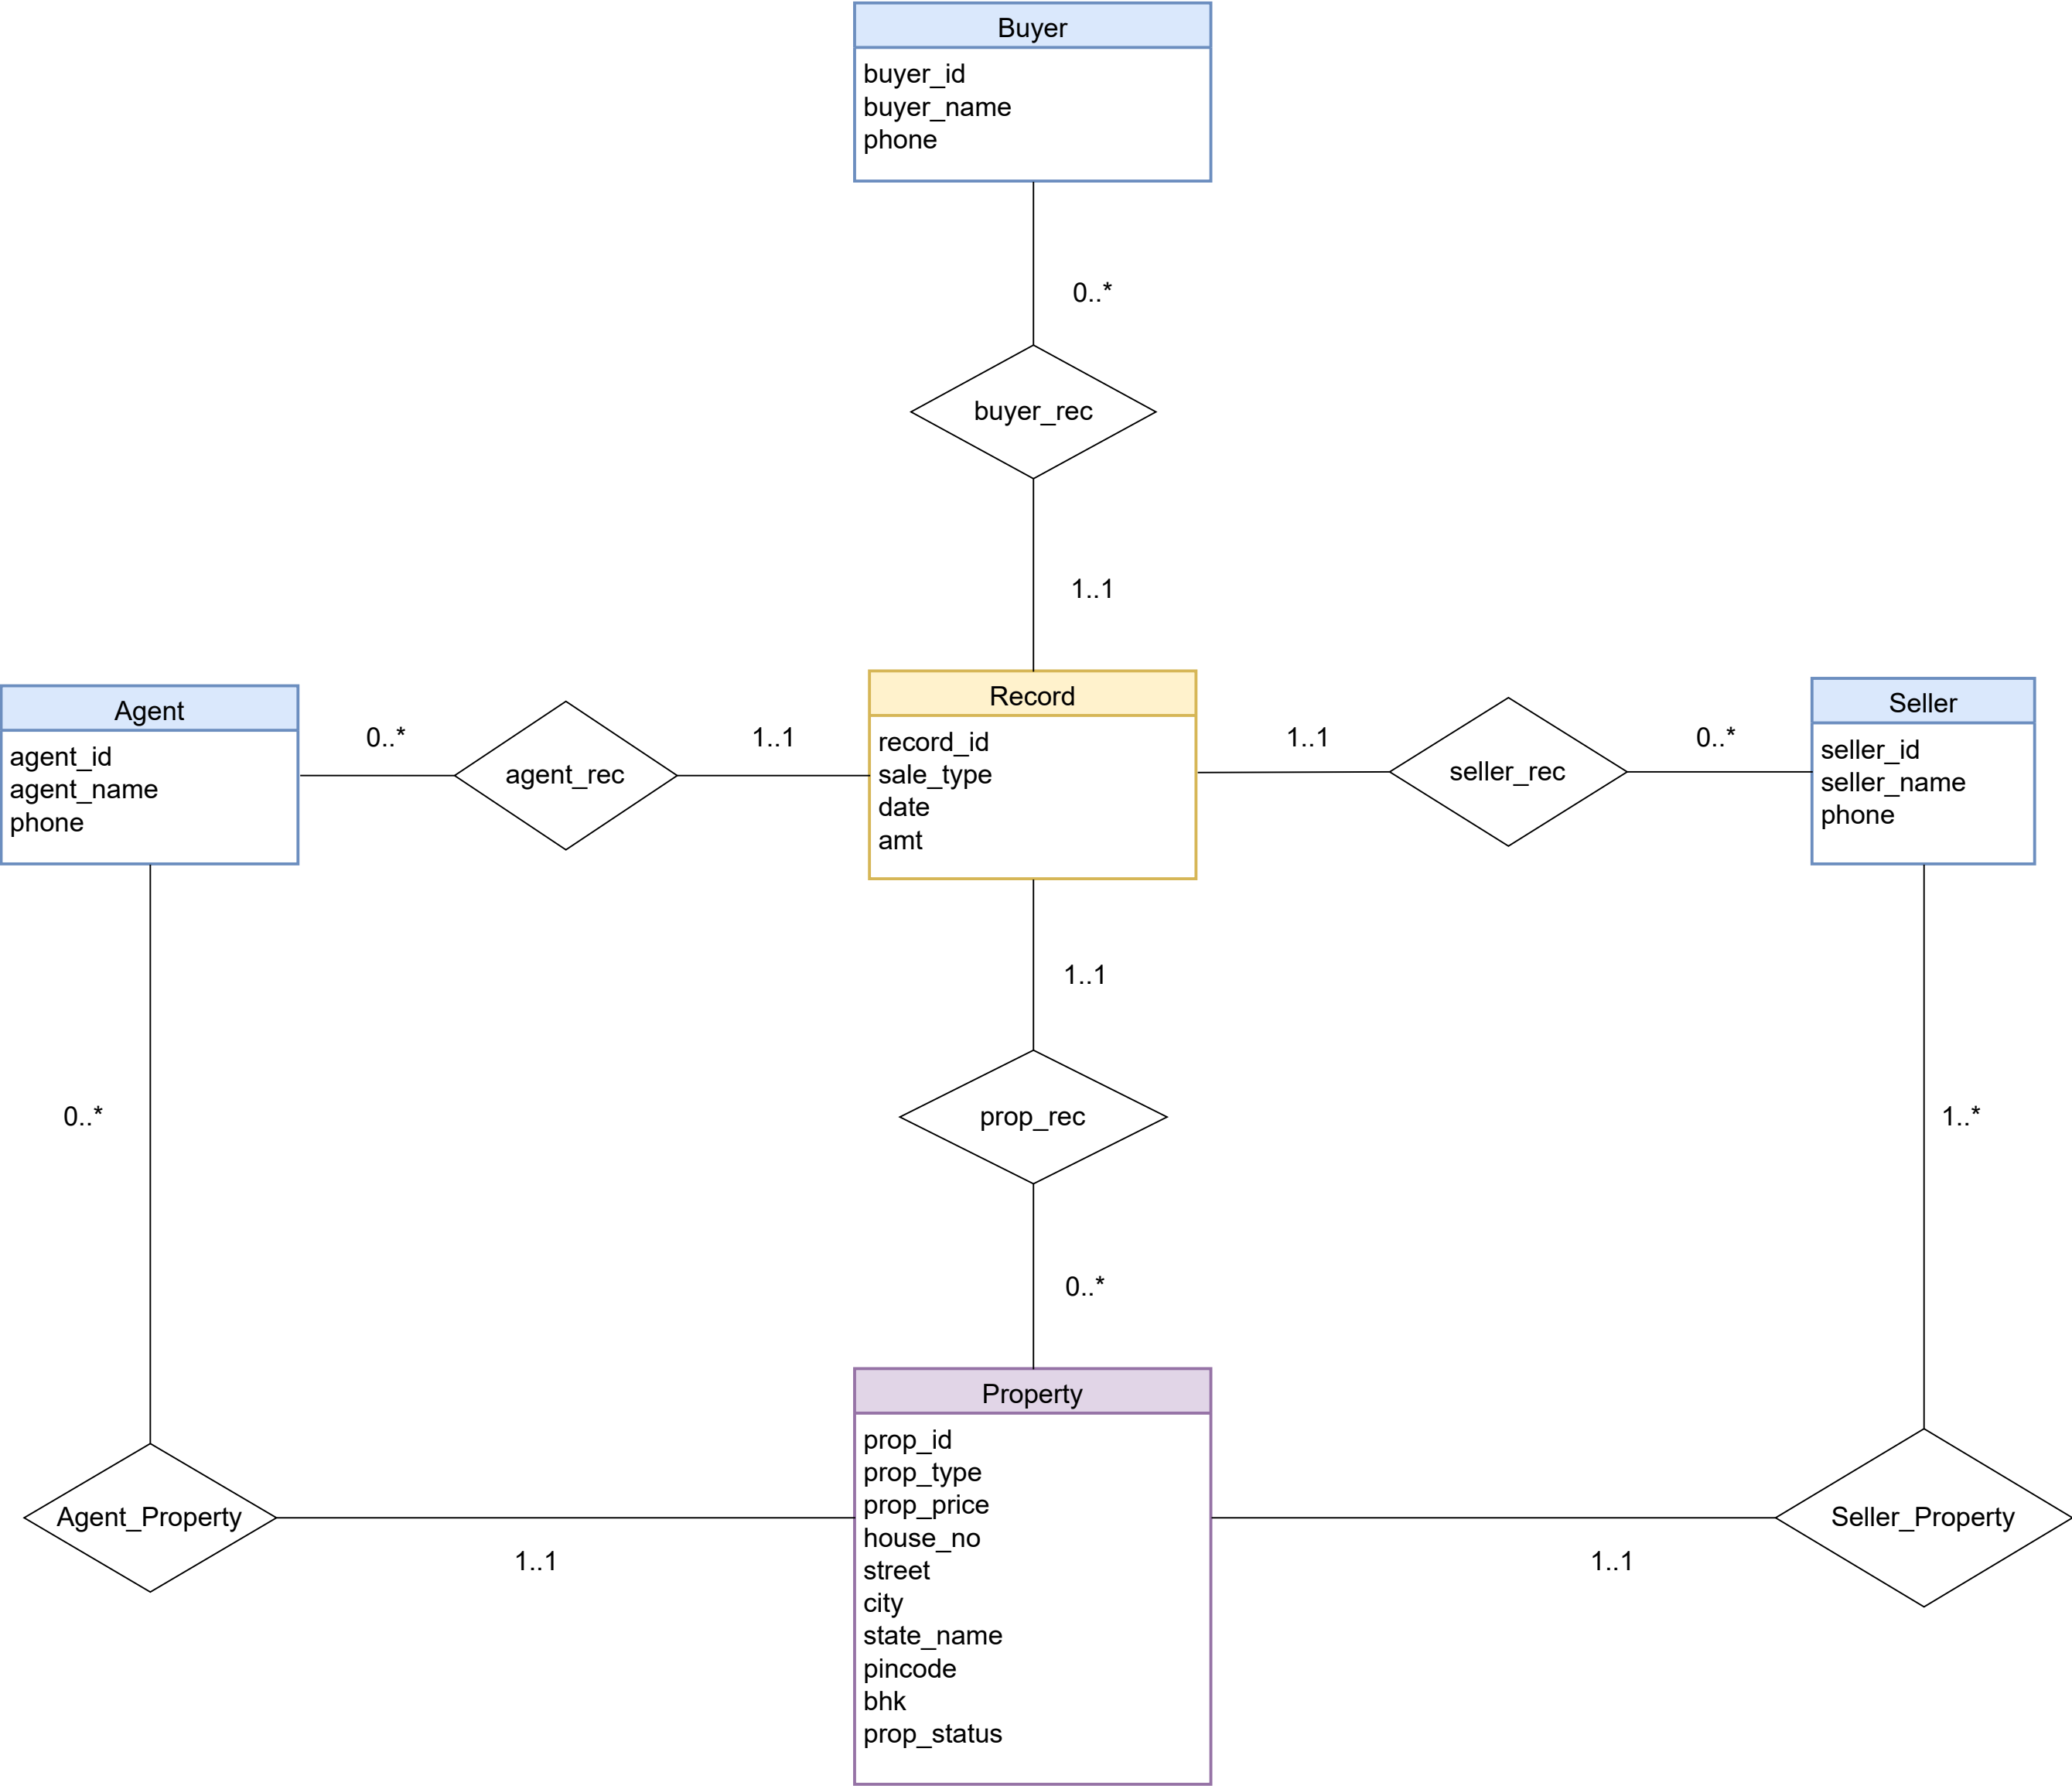 Buyer
buyer_id
buyer_name
phone
0..*
buyer_rec
1..1
Agent
agent_id
agent_name
phone
0..*
agent_rec
1..1
Record
record_id
sale_type
date
amt
1..1
seller_rec
0..*
Seller
seller_id
seller_name
phone
1..1
0..*
prop_rec
1..*
0..*
Property
prop_id
prop_type
prop_price
house_no
street
city
state_name
pincode
bhk
prop_status
Agent_Property
1..1
1..1
Seller_Property